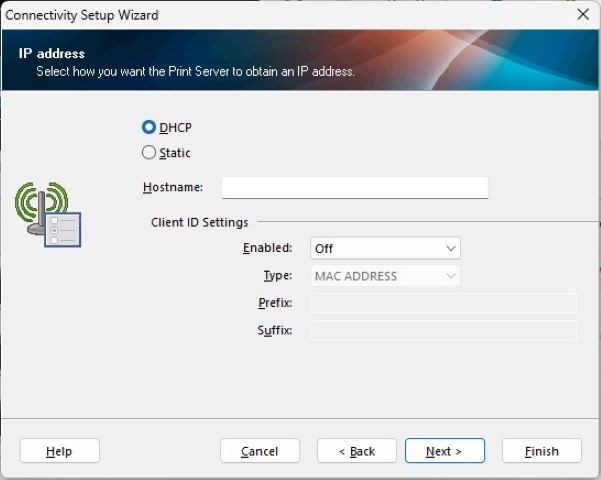 Connectivity Setup Wizard
IP address
Select how you want the Print Server to obtain an IP address.
DHCP
Static
Hostname:
Client ID Settings
Enabled: Off
Type: MAC ADDRESS
Prefix:
Suffix:
Help Cancel < Back Next > Finish